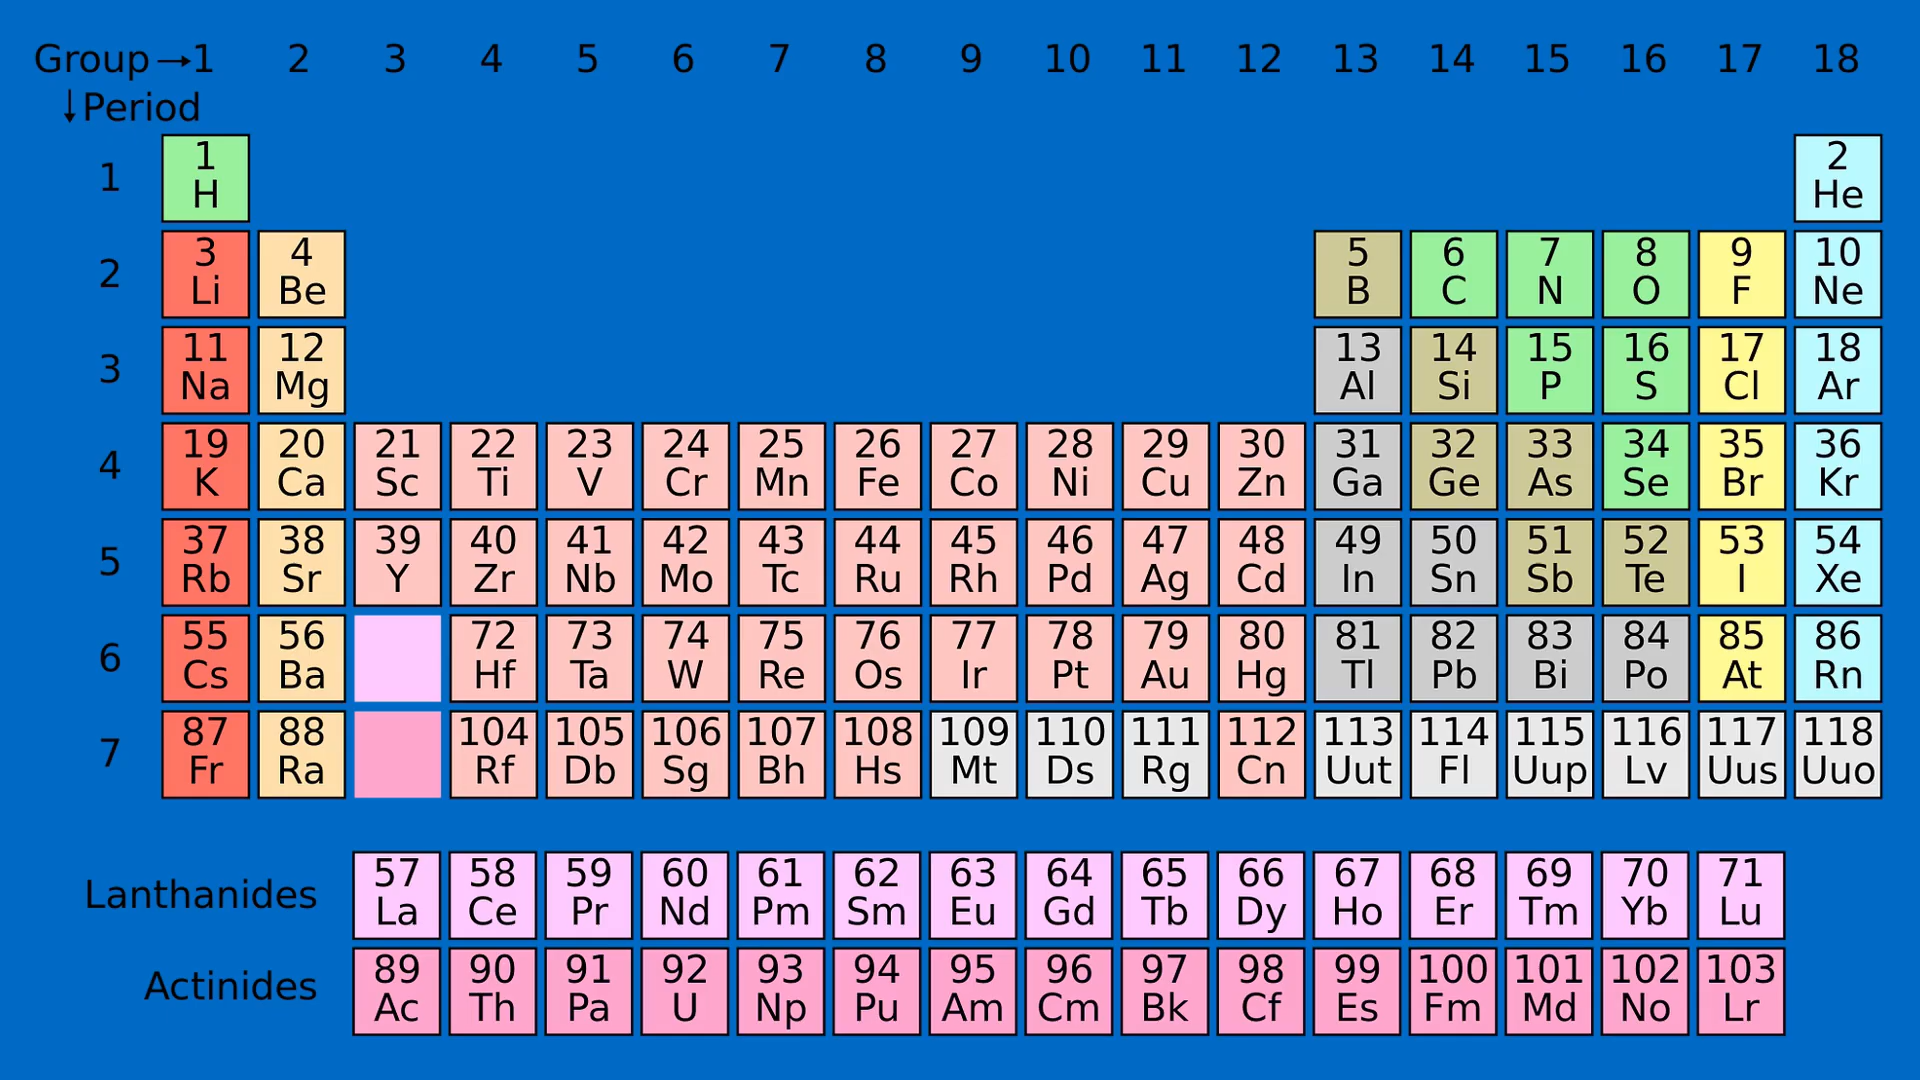 Group →1 2 3 4 5 6 7 8 9 10 11 12 13 14 15 16 17 18
↓Period
1 1 2
H He
2 3 4 5 6 7 8 9 10
Li Be B C N O F Ne
3 11 12 13 14 15 16 17 18
Na Mg Al Si P S Cl Ar
4 19 20 21 22 23 24 25 26 27 28 29 30 31 32 33 34 35 36
K Ca Sc Ti V Cr Mn Fe Co Ni Cu Zn Ga Ge As Se Br Kr
5 37 38 39 40 41 42 43 44 45 46 47 48 49 50 51 52 53 54
Rb Sr Y Zr Nb Mo Tc Ru Rh Pd Ag Cd In Sn Sb Te I Xe
6 55 56 72 73 74 75 76 77 78 79 80 81 82 83 84 85 86
Cs Ba Hf Ta W Re Os Ir Pt Au Hg Tl Pb Bi Po At Rn
7 87 88 104 105 106 107 108 109 110 111 112 113 114 115 116 117 118
Fr Ra Rf Db Sg Bh Hs Mt Ds Rg Cn Uut Fl Uup Lv Uus Uuo
Lanthanides 57 58 59 60 61 62 63 64 65 66 67 68 69 70 71
La Ce Pr Nd Pm Sm Eu Gd Tb Dy Ho Er Tm Yb Lu
Actinides 89 90 91 92 93 94 95 96 97 98 99 100 101 102 103
Ac Th Pa U Np Pu Am Cm Bk Cf Es Fm Md No Lr